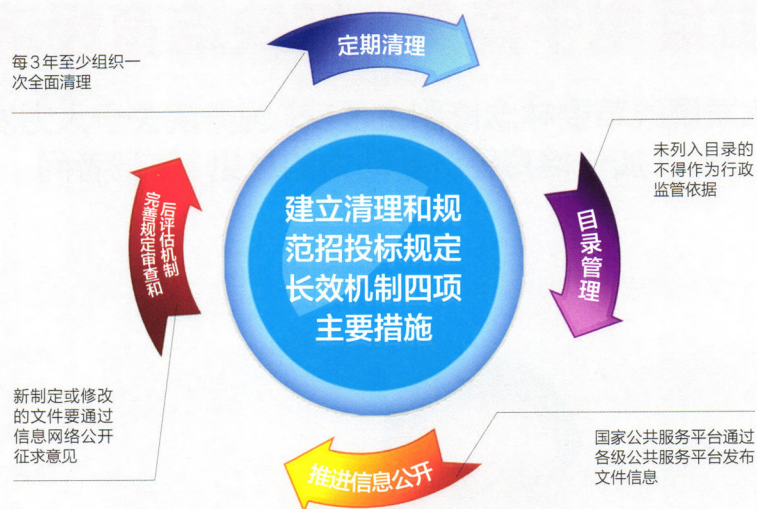 定期清理
每3年至少组织一
次全面清理
未列入目录的
不得作为行政
监管依据
目录管理
建立清理和规
范招投标规定
长效机制四项
主要措施
完善规定审查和
后评估机制
新制定或修改
的文件要通过
信息网络公开
征求意见
推进信息公开
国家公共服务平台通过
各级公共服务平台发布
文件信息